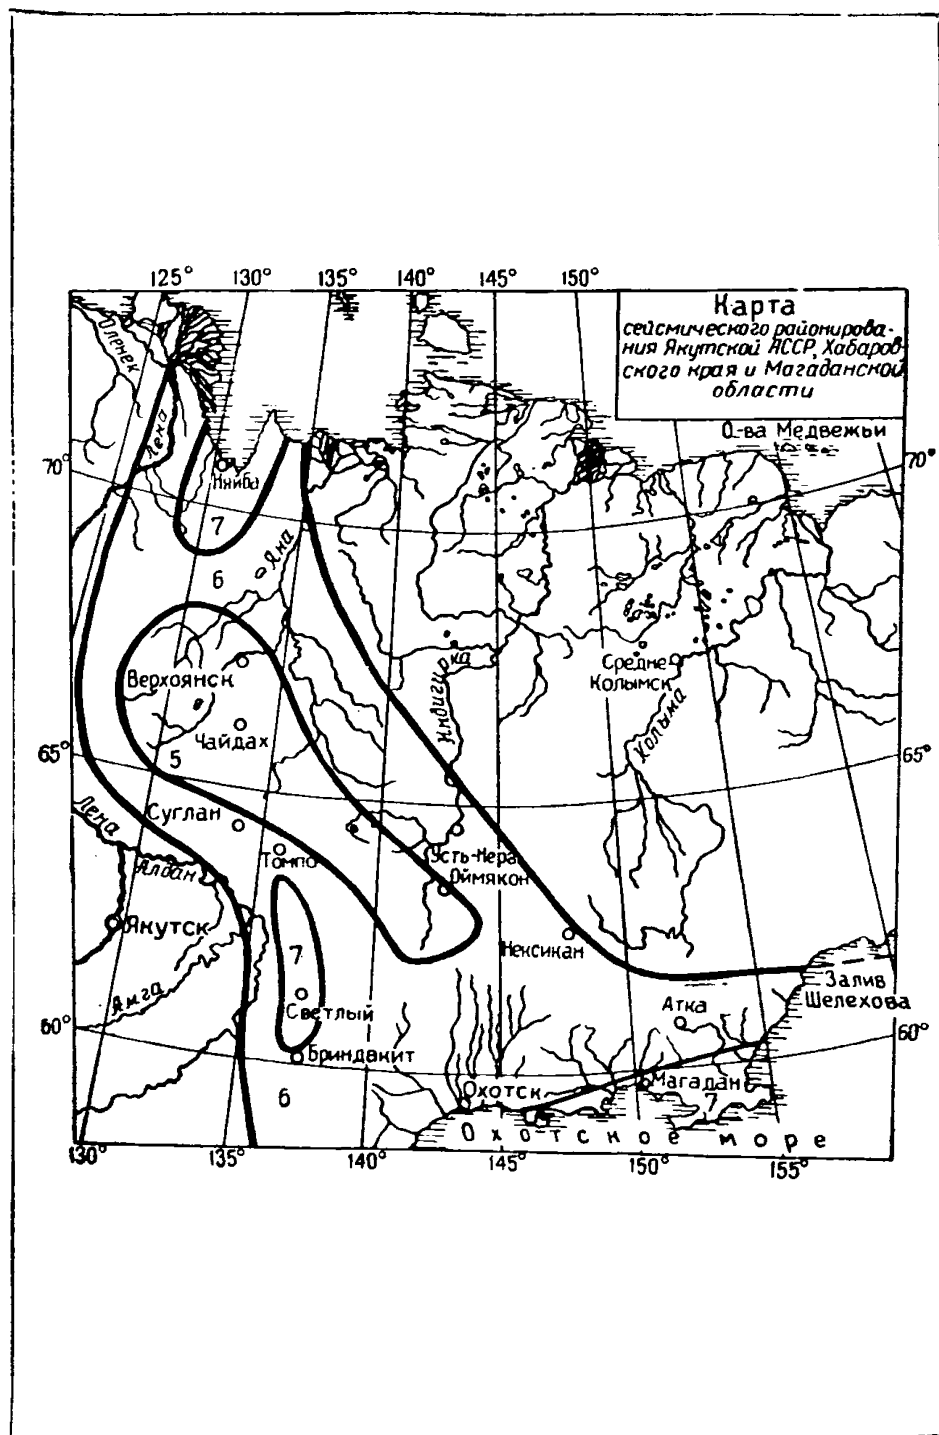 125° 130° 135° 140° 145° 150°
Карта
сейсмического районирова-
ния Якутской АССР, Хабаров-
ского края и Магаданской
области
Оленек
Лена
О-ва Медвежьи
70°
70°
Няйба
7
Яна
6
Верхоянск
Индигирка
Средне-
Колымск
Колыма
Чайдах
65°
5
65°
Суглан
Лена
Томпо
Усть-Нера
Оймякон
Алдан
Якутск
Нексикан
7
Залив
Шелехова
Амга
Светлый
Атка
60°
60°
Бриндакит
6
Охотск
Магадан
7
Охотское море
130° 135° 140° 145° 150° 155°